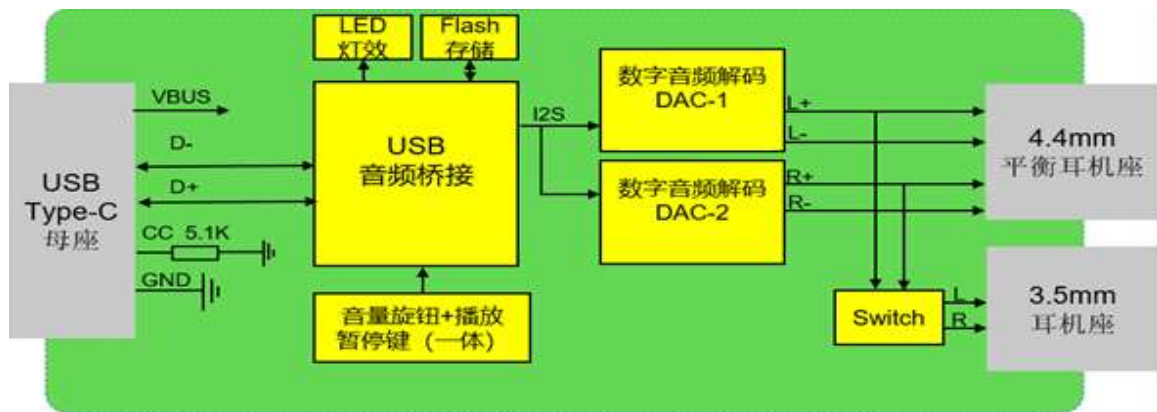 LED
灯效
Flash
存储
VBUS
D-
D+
CC 5.1K
GND
USB
Type-C
母座
USB
音频桥接
I2S
音量旋钮+播放
暂停键（一体）
数字音频解码
DAC-1
数字音频解码
DAC-2
L+
L-
R+
R-
4.4mm
平衡耳机座
Switch
L
R
3.5mm
耳机座